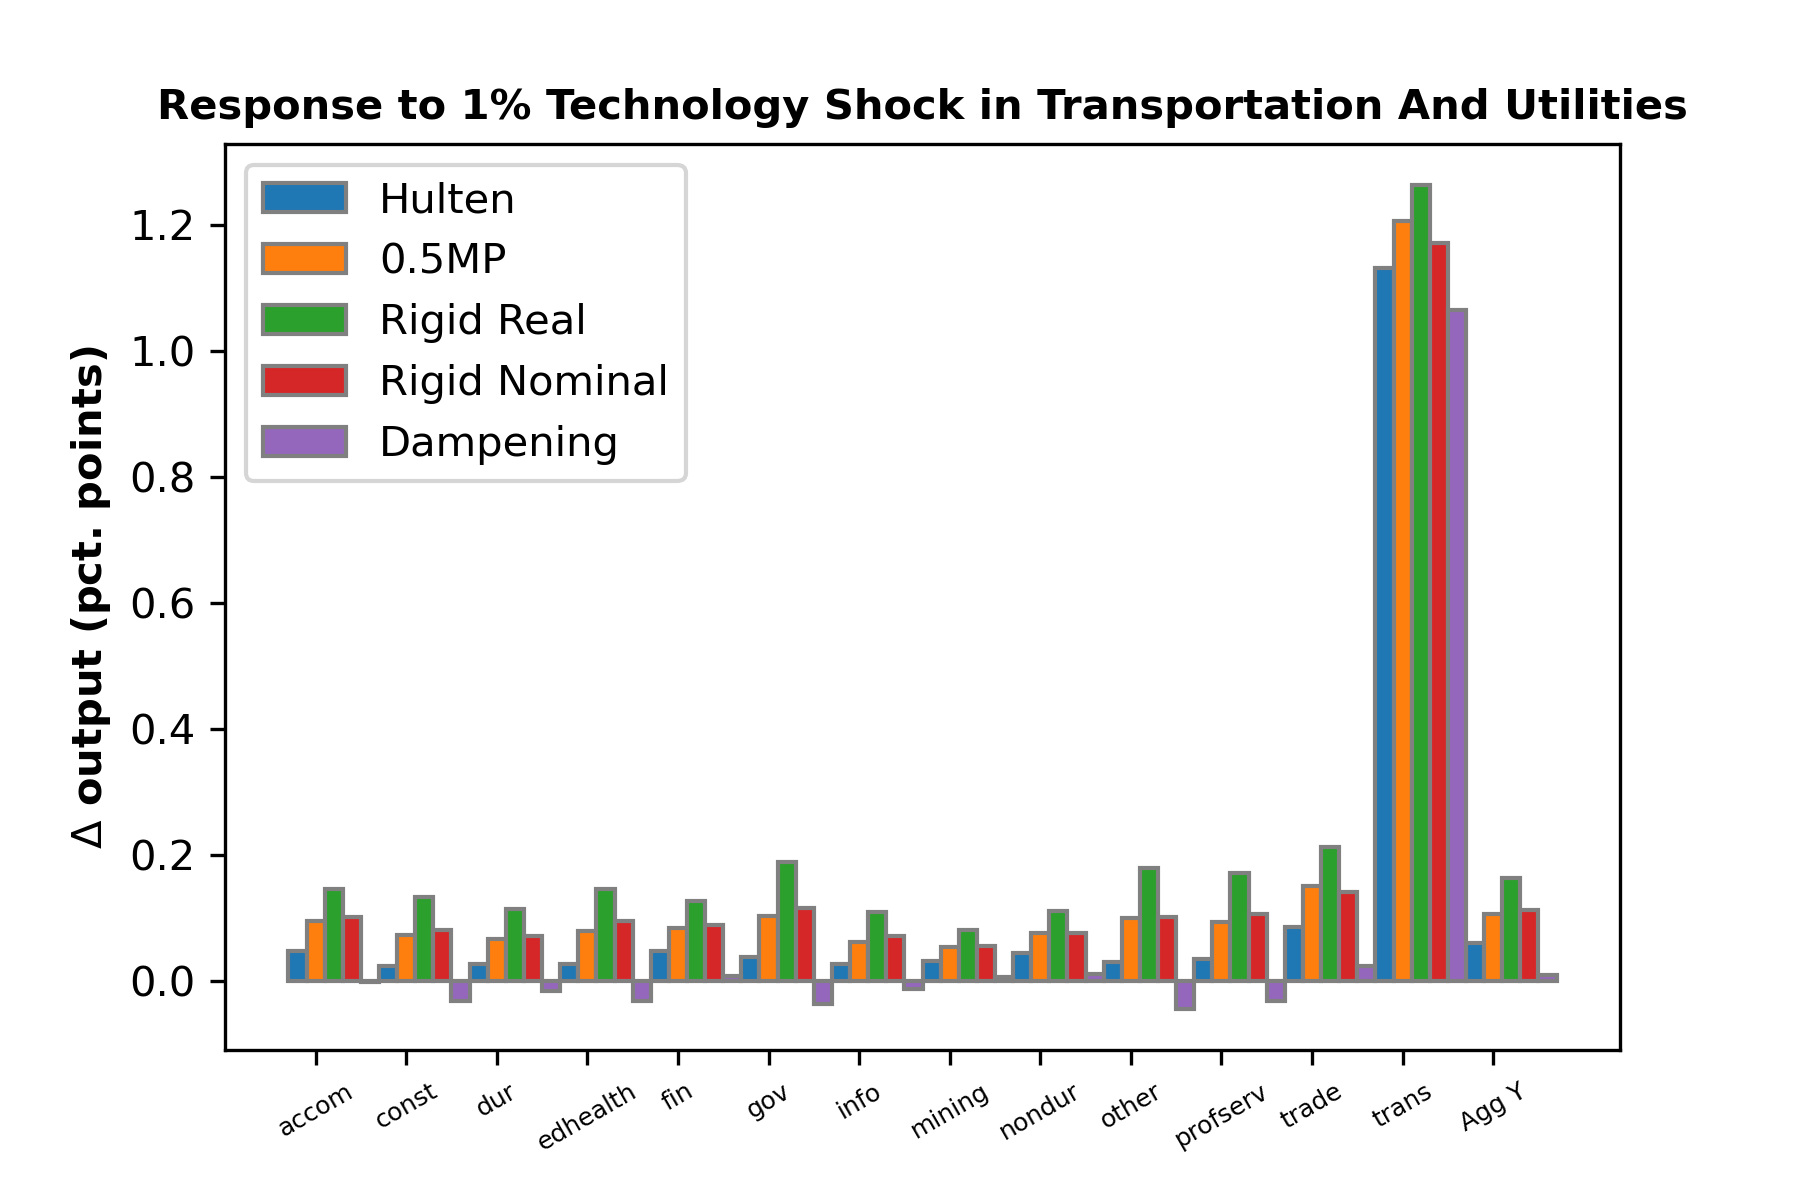 Response to 1% Technology Shock in Transportation And Utilities
Hulten
0.5MP
Rigid Real
Rigid Nominal
Dampening
Δ output (pct. points)
1.2
1.0
0.8
0.6
0.4
0.2
0.0
accom
const
dur
edhealth
fin
gov
info
mining
nondur
other
profserv
trade
trans
Agg Y